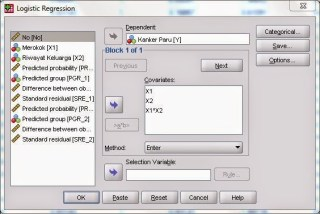 Logistic Regression
No [No]
Merokok [X1]
Riwayat Keluarga [X2]
Predicted probability [PR...
Predicted group [PGR_1]
Difference between ob...
Standard residual [SRE_1]
Predicted probability [PR...
Predicted group [PGR_2]
Difference between ob...
Standard residual [SRE_2]
Dependent:
Kanker Paru [Y]
Block 1 of 1
Previous
Next
Covariates:
X1
X2
X1*X2
>a*b>
Method:
Enter
Selection Variable:
Rule...
Categorical...
Save...
Options...
OK
Paste
Reset
Cancel
Help